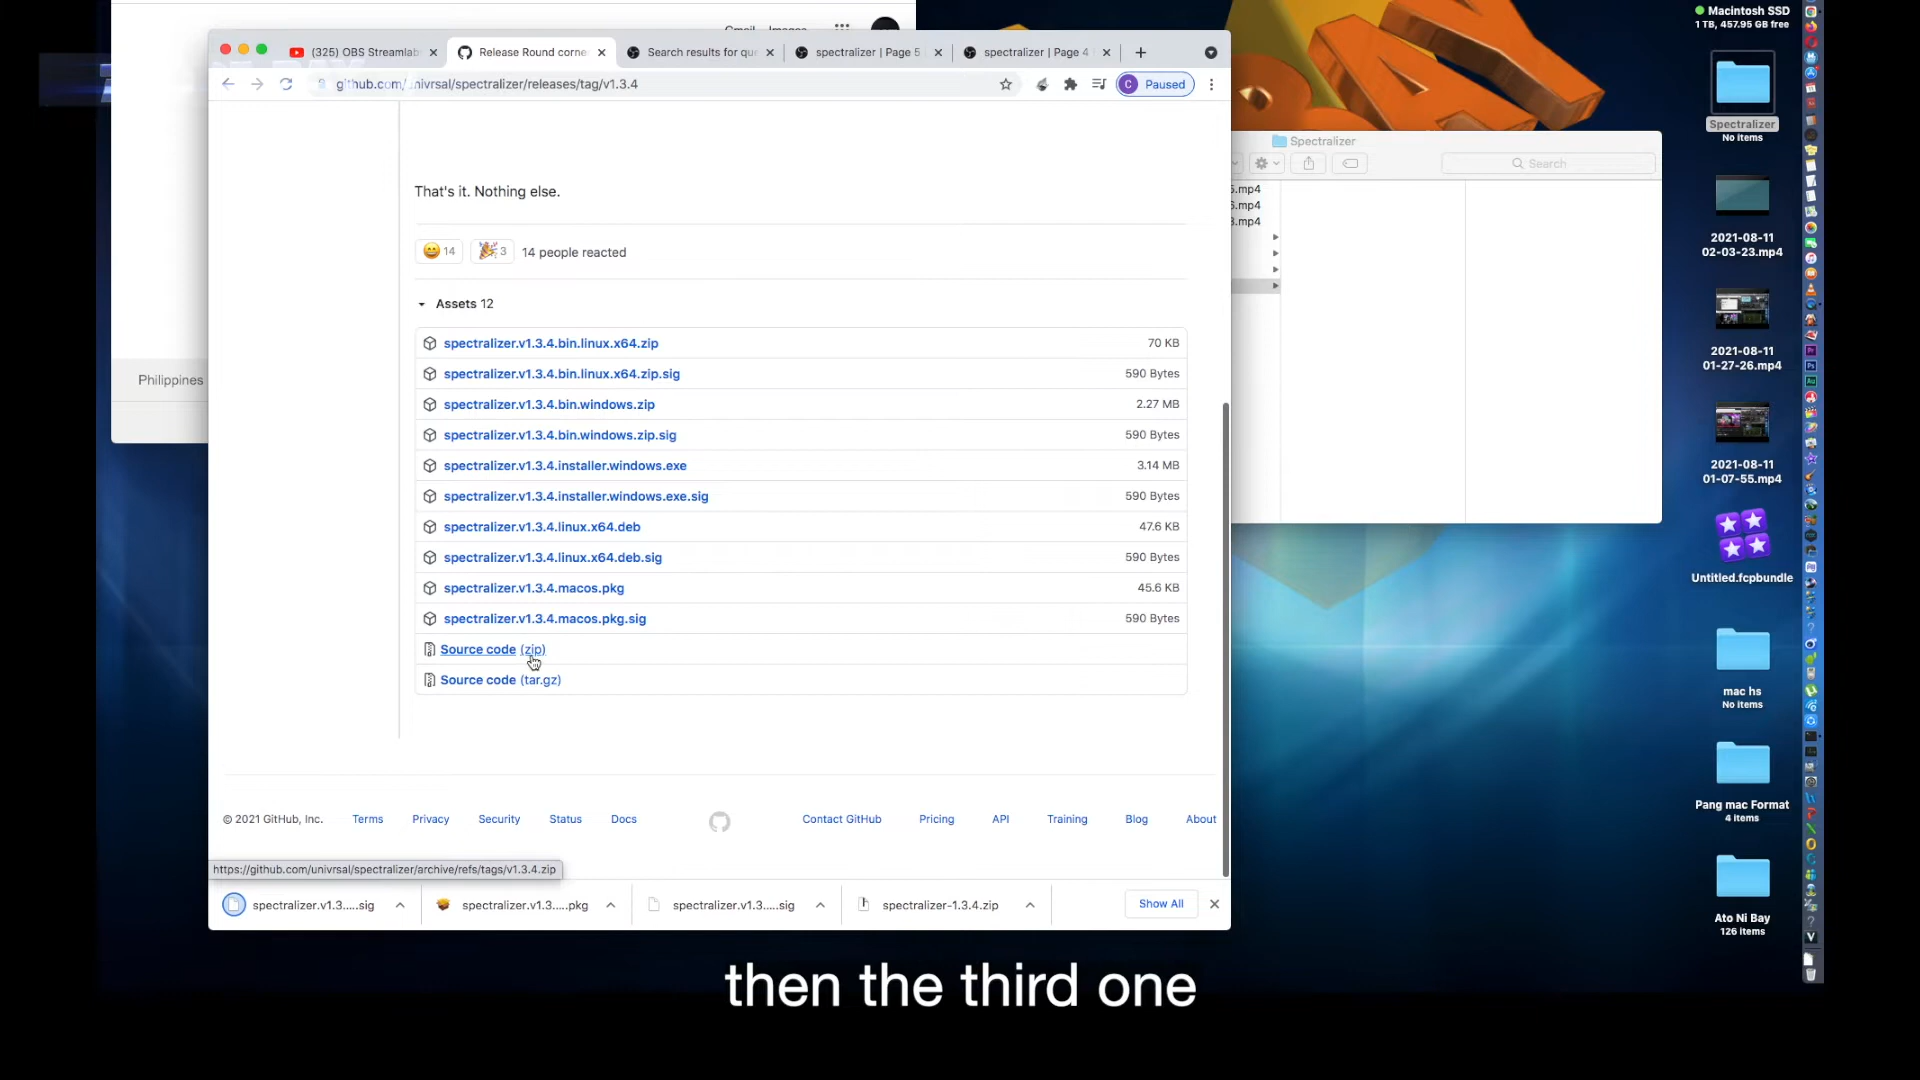 Gmail Images
Macintosh SSD
1 TB, 457.95 GB free
(325) OBS Streamlab
Release Round corne
Search results for qu
spectralizer | Page 5
spectralizer | Page 4
github.com/univrsal/spectralizer/releases/tag/v1.3.4
C Paused
Spectralizer
No items
Spectralizer
Search
That's it. Nothing else.
5.mp4
6.mp4
3.mp4
14
3
14 people reacted
2021-08-11
02-03-23.mp4
Assets 12
spectralizer.v1.3.4.bin.linux.x64.zip 70 KB
spectralizer.v1.3.4.bin.linux.x64.zip.sig 590 Bytes
spectralizer.v1.3.4.bin.windows.zip 2.27 MB
spectralizer.v1.3.4.bin.windows.zip.sig 590 Bytes
spectralizer.v1.3.4.installer.windows.exe 3.14 MB
spectralizer.v1.3.4.installer.windows.exe.sig 590 Bytes
spectralizer.v1.3.4.linux.x64.deb 47.6 KB
spectralizer.v1.3.4.linux.x64.deb.sig 590 Bytes
spectralizer.v1.3.4.macos.pkg 45.6 KB
spectralizer.v1.3.4.macos.pkg.sig 590 Bytes
Source code (zip)
Source code (tar.gz)
Philippines
2021-08-11
01-27-26.mp4
2021-08-11
01-07-55.mp4
Untitled.fcpbundle
mac hs
No items
Pang mac Format
4 items
Ato Ni Bay
126 items
© 2021 GitHub, Inc. Terms Privacy Security Status Docs Contact GitHub Pricing API Training Blog About
https://github.com/univrsal/spectralizer/archive/refs/tags/v1.3.4.zip
spectralizer.v1.3.....sig
spectralizer.v1.3.....pkg
spectralizer.v1.3.....sig
spectralizer-1.3.4.zip
Show All
then the third one